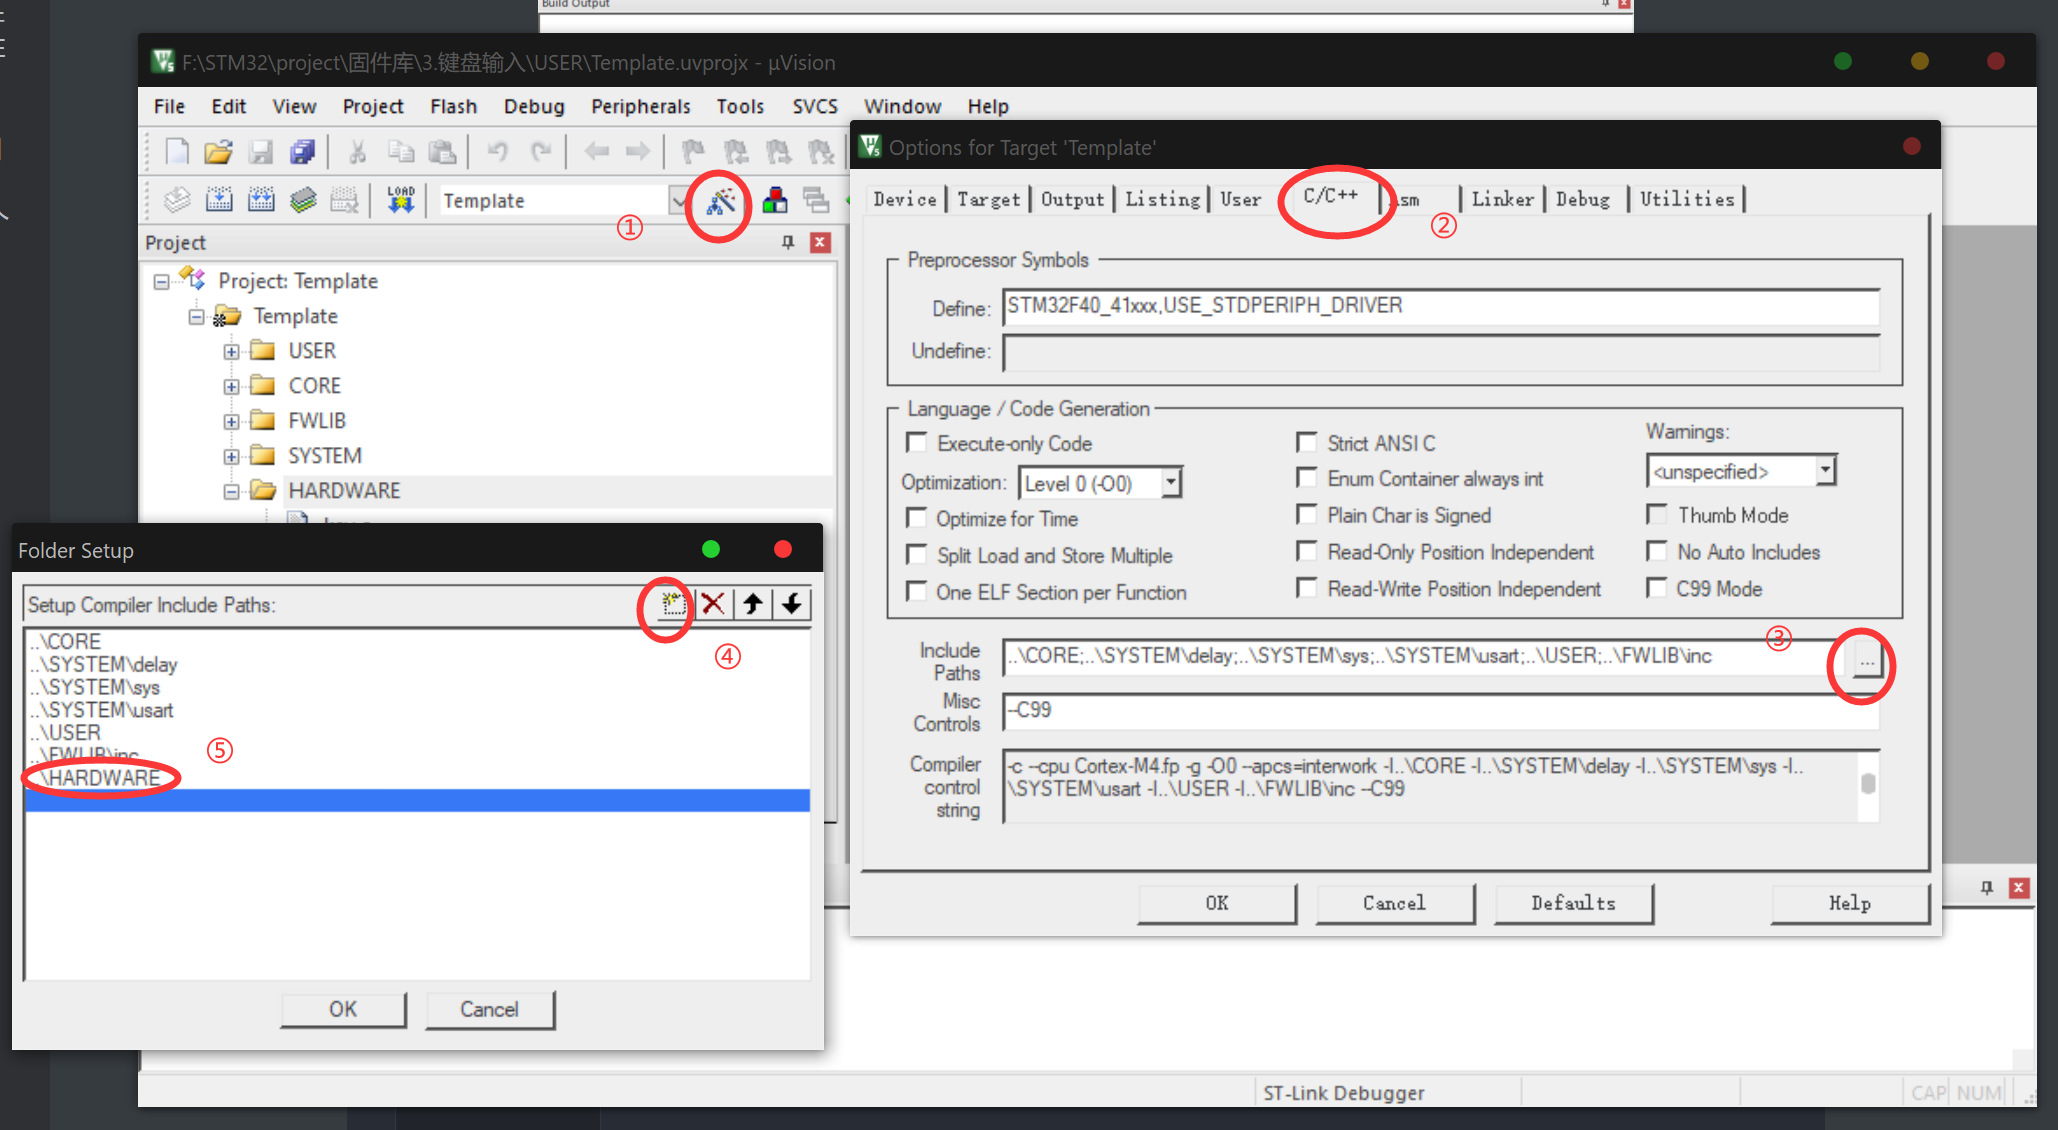 Build Output
F:\STM32\project\固件库\3.键盘输入\USER\Template.uvprojx - µVision
File Edit View Project Flash Debug Peripherals Tools SVCS Window Help
LOAD
Template
①
Project
Project: Template
Template
USER
CORE
FWLIB
SYSTEM
HARDWARE
Options for Target 'Template'
Device Target Output Listing User C/C++ Asm Linker Debug Utilities
②
Preprocessor Symbols
Define: STM32F40_41xxx,USE_STDPERIPH_DRIVER
Undefine:
Language / Code Generation
Execute-only Code
Optimization: Level 0 (-O0)
Optimize for Time
Split Load and Store Multiple
One ELF Section per Function
Strict ANSI C
Enum Container always int
Plain Char is Signed
Read-Only Position Independent
Read-Write Position Independent
Warnings:
<unspecified>
Thumb Mode
No Auto Includes
C99 Mode
③
Include Paths ..\CORE;..\SYSTEM\delay;..\SYSTEM\sys;..\SYSTEM\usart;..\USER;..\FWLIB\inc
...
Misc Controls --C99
Compiler control string -c --cpu Cortex-M4.fp -g -O0 --apcs=interwork -I..\CORE -I..\SYSTEM\delay -I..\SYSTEM\sys -I..
\SYSTEM\usart -I..\USER -I..\FWLIB\inc --C99
OK Cancel Defaults Help
Folder Setup
Setup Compiler Include Paths:
④
..\CORE
..\SYSTEM\delay
..\SYSTEM\sys
..\SYSTEM\usart
..\USER
..\FWLIB\inc
⑤
..\HARDWARE
OK Cancel
ST-Link Debugger
CAP NUM